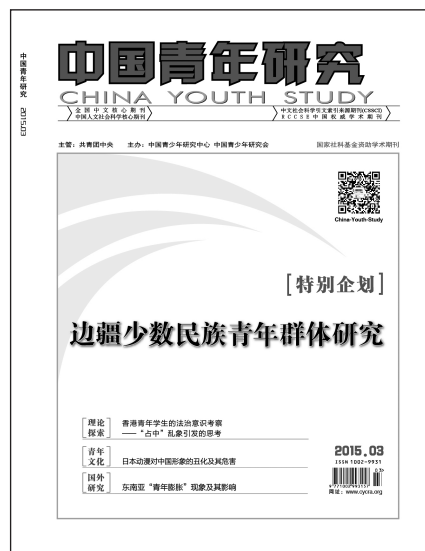 中国青年研究 2015.03
中国青年研究
CHINA YOUTH STUDY
全国中文核心期刊
中国人文社会科学核心期刊
中文社会科学引文索引来源期刊(CSSCI)
RCCSE中国权威学术期刊
主管：共青团中央 主办：中国青少年研究中心 中国青少年研究会 国家社科基金资助学术期刊
China-Youth-Study
[特别企划]
边疆少数民族青年群体研究
[理论探索]
香港青年学生的法治意识考察
——“占中”乱象引发的思考
[青年文化]
日本动漫对中国形象的丑化及其危害
[国外研究]
东南亚“青年膨胀”现象及其影响
2015.03
ISSN 1002-9931
03>
9 771002 993157
网址：www.cycra.org